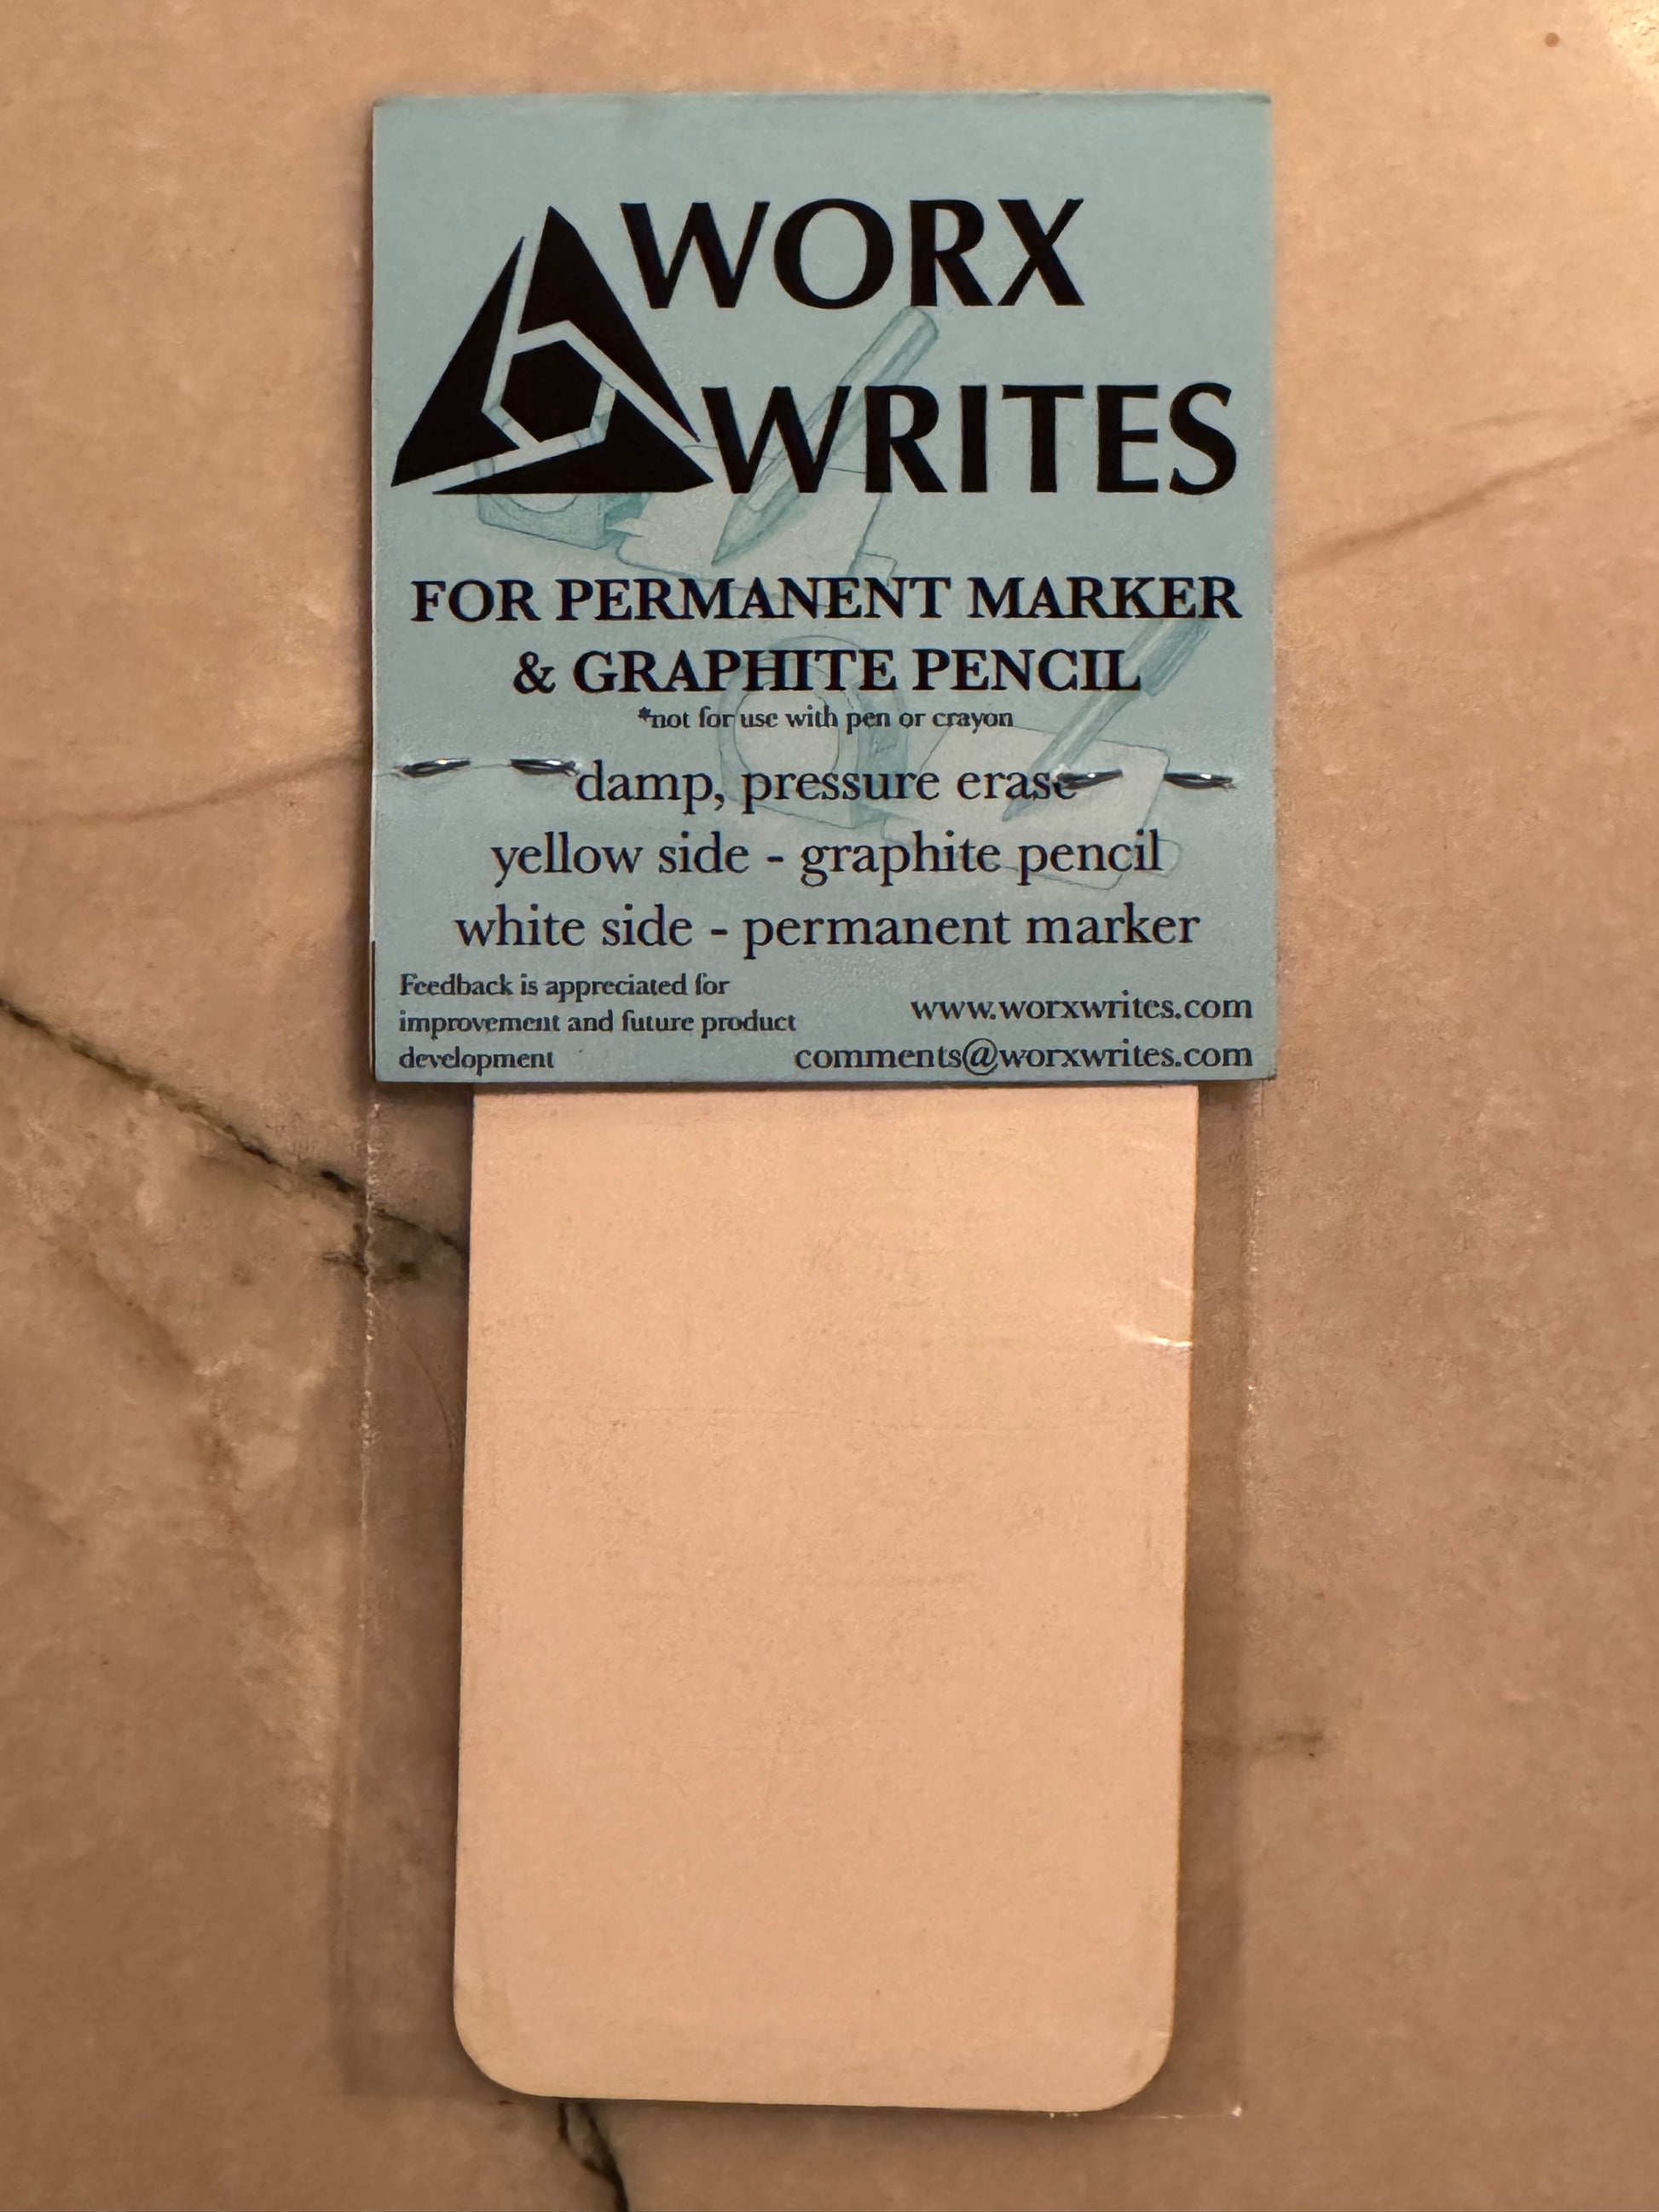 WORX
WRITES
FOR PERMANENT MARKER
& GRAPHITE PENCIL
*not for use with pen or crayon
damp, pressure erase
yellow side - graphite pencil
white side - permanent marker
Feedback is appreciated for
improvement and future product
development
www.worxwrites.com
comments@worxwrites.com